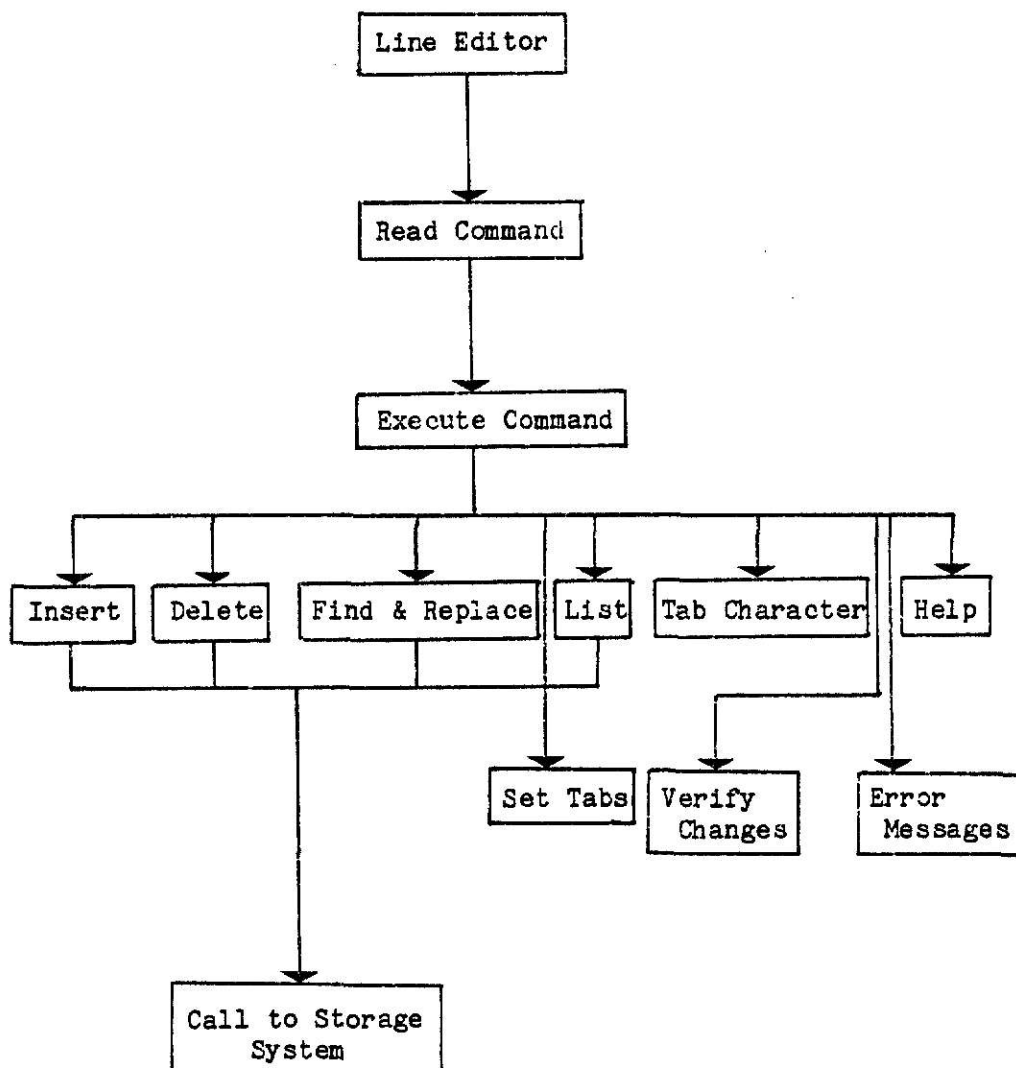 Line Editor
Read Command
Execute Command
Insert
Delete
Find & Replace
List
Tab Character
Help
Set Tabs
Verify
Changes
Error
Messages
Call to Storage
System